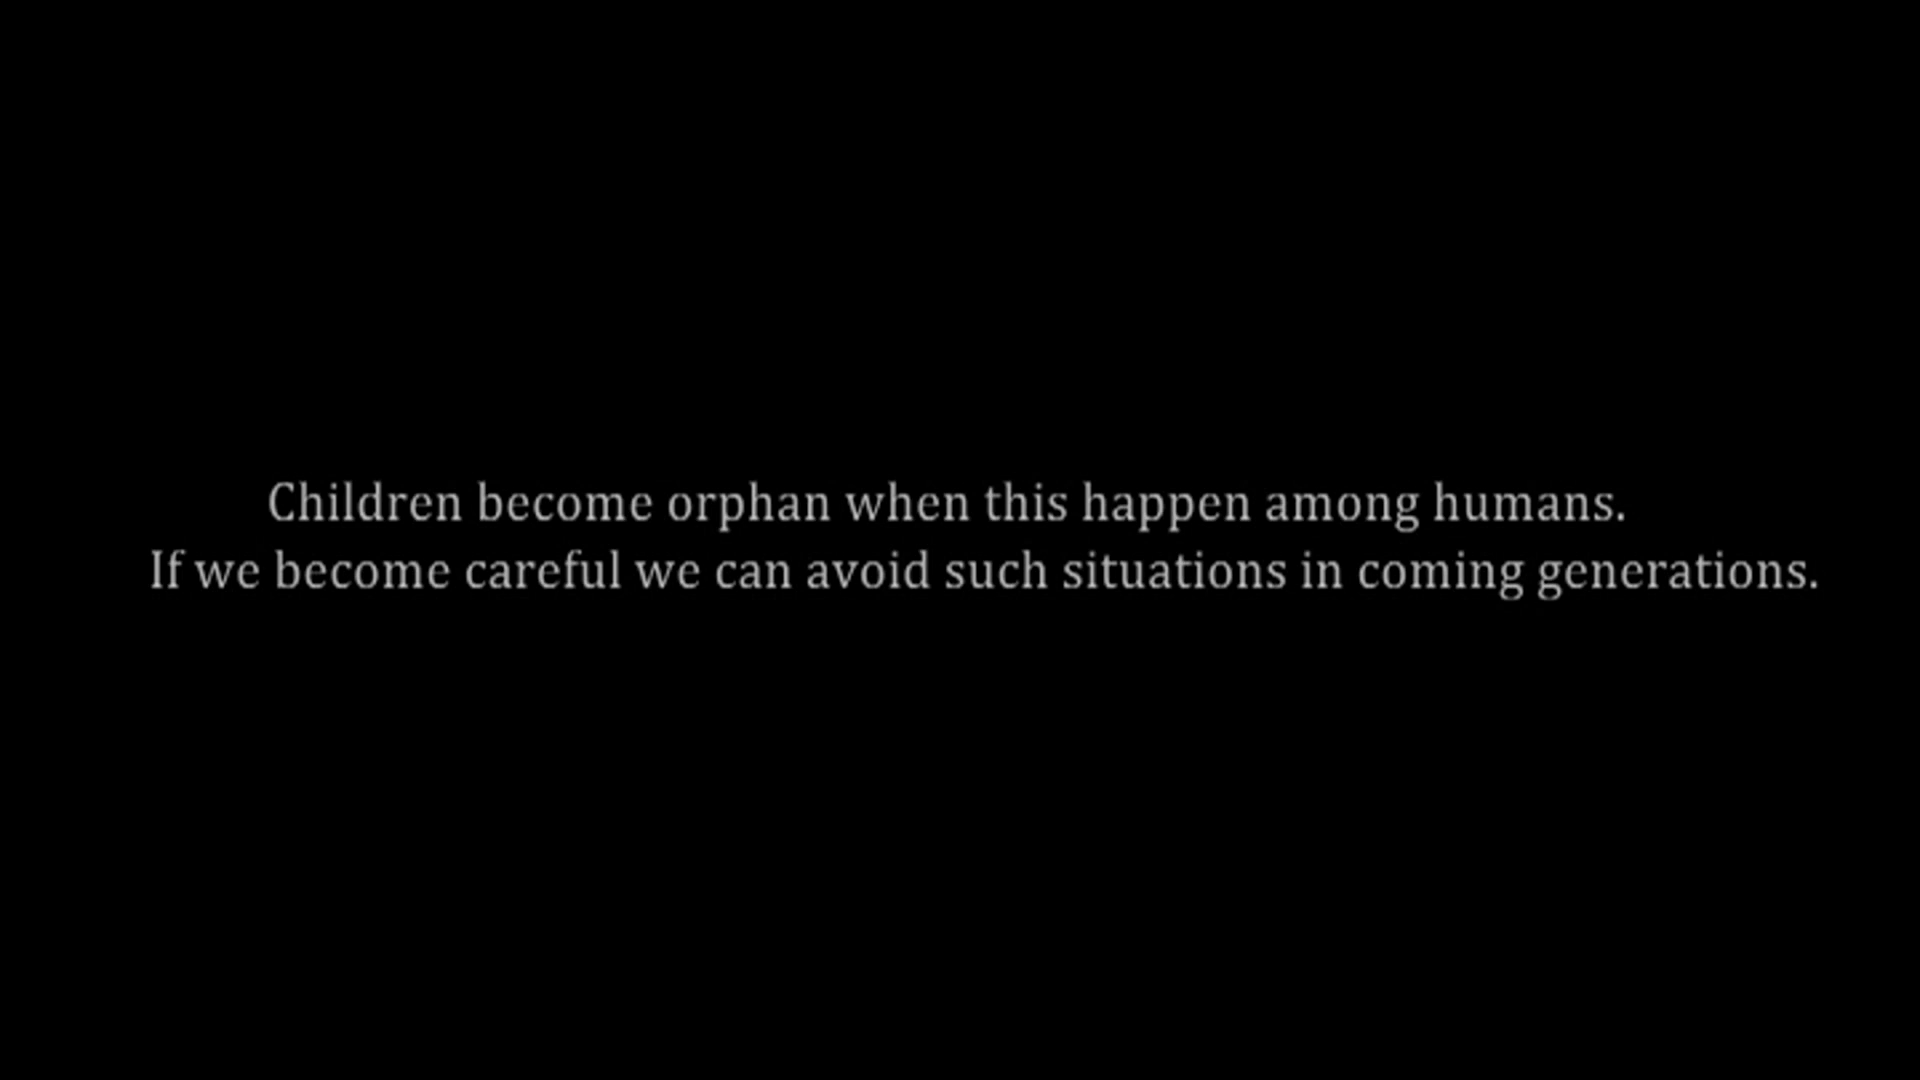 Children become orphan when this happen among humans.
If we become careful we can avoid such situations in coming generations.